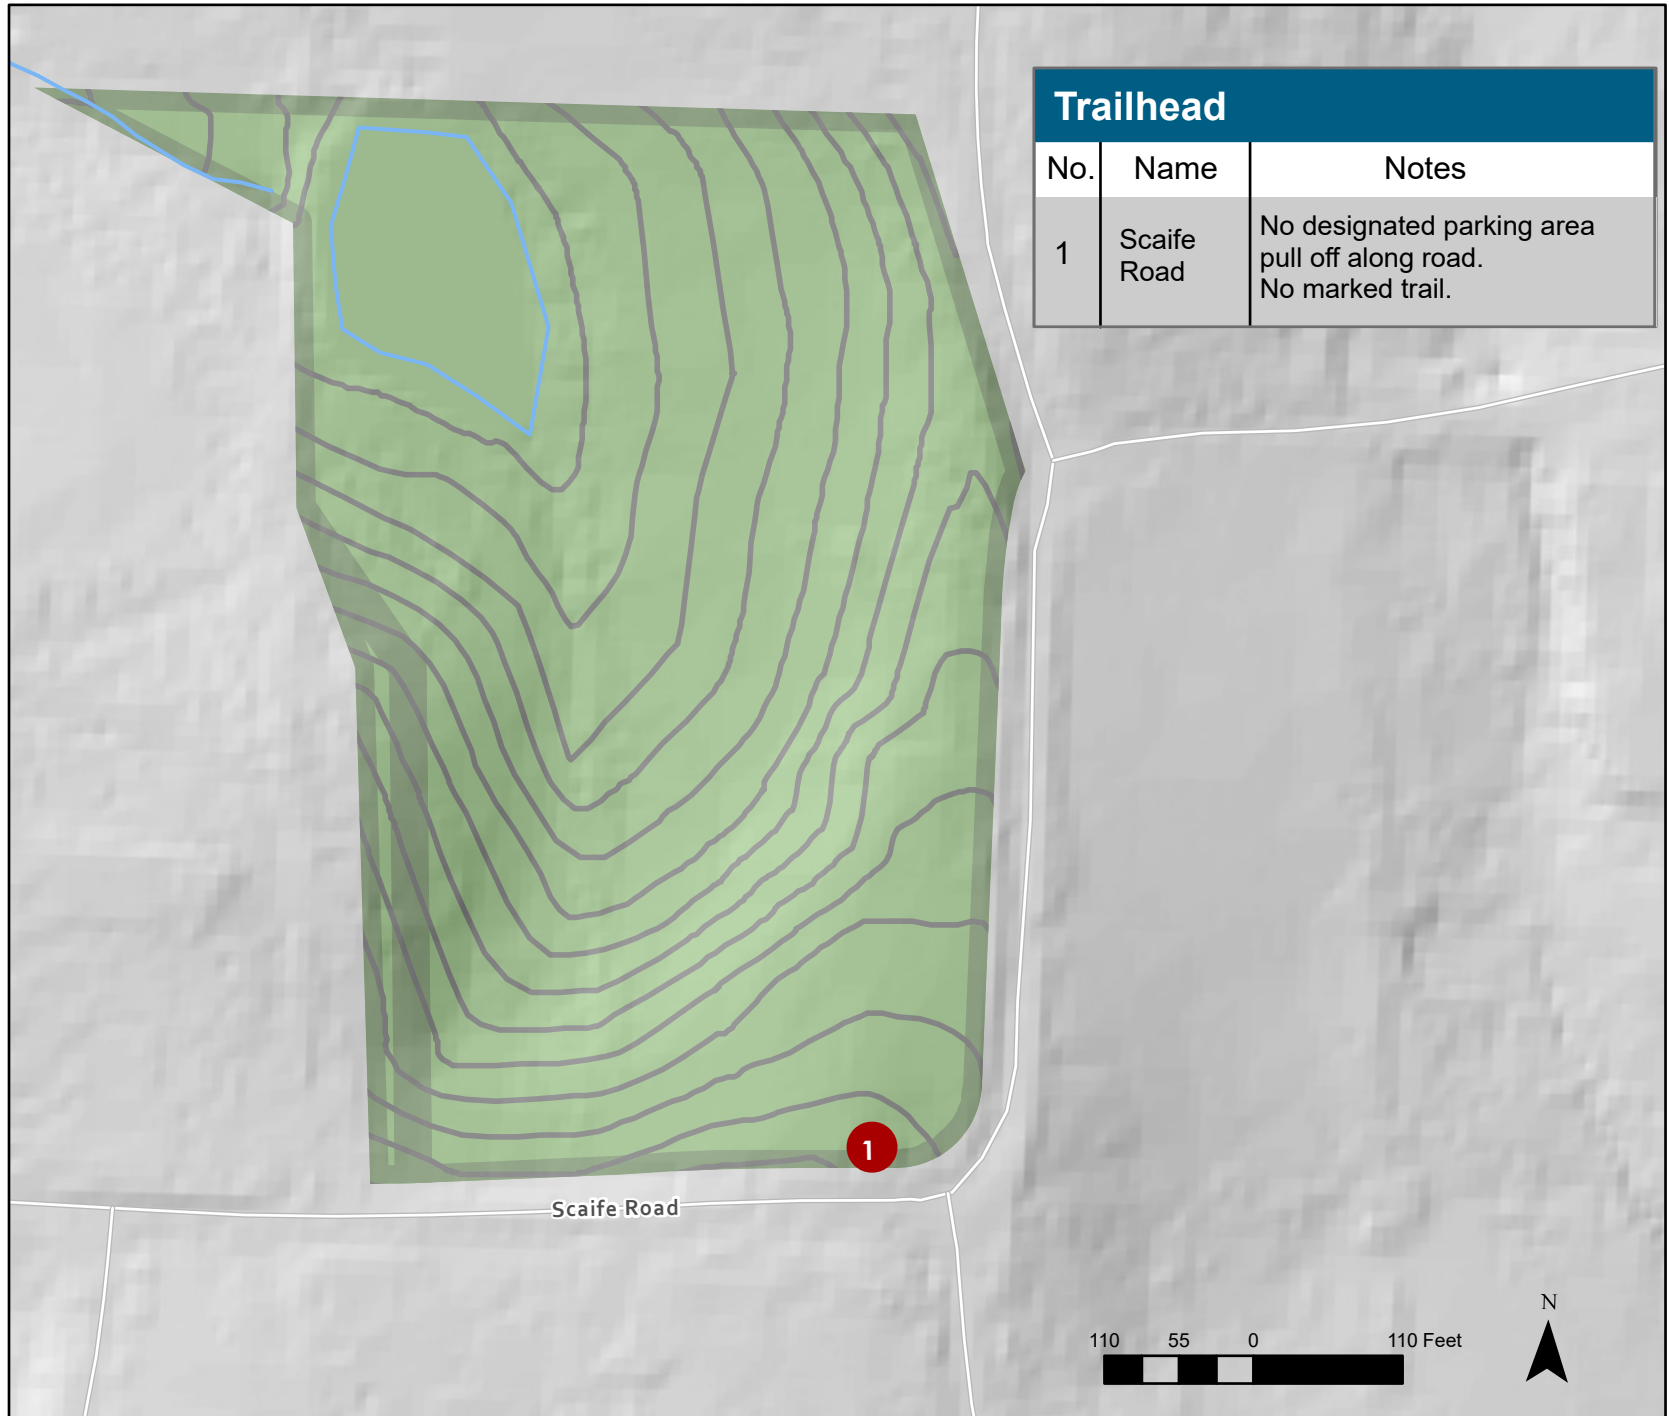 Trailhead
No. Name Notes
1 Scaife Road No designated parking area
pull off along road.
No marked trail.
1
Scaife Road
N
110 55 0 110 Feet